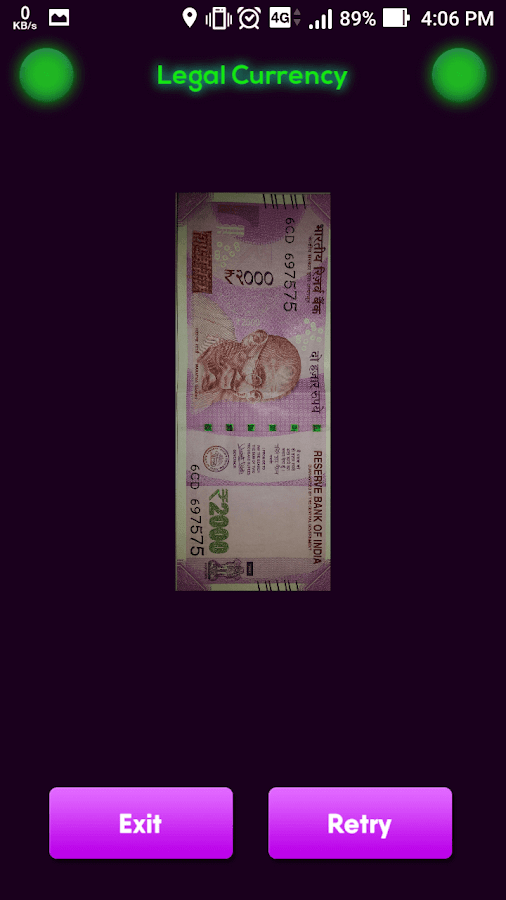 0
KB/s
4G
89%
4:06 PM
Legal Currency
भारतीय रिज़र्व बैंक
6CD 697575
₹२०००
दो हज़ार रुपये
RESERVE BANK OF INDIA
₹2000
6CD 697575
Exit
Retry